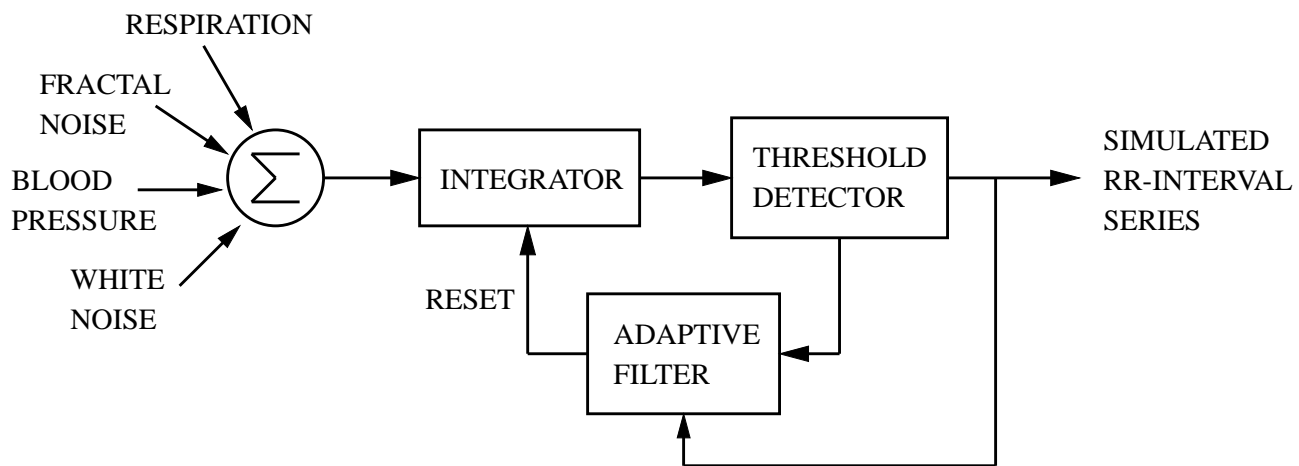 RESPIRATION
FRACTAL
NOISE
BLOOD
PRESSURE
WHITE
NOISE
Σ
INTEGRATOR
THRESHOLD
DETECTOR
SIMULATED
RR-INTERVAL
SERIES
RESET
ADAPTIVE
FILTER